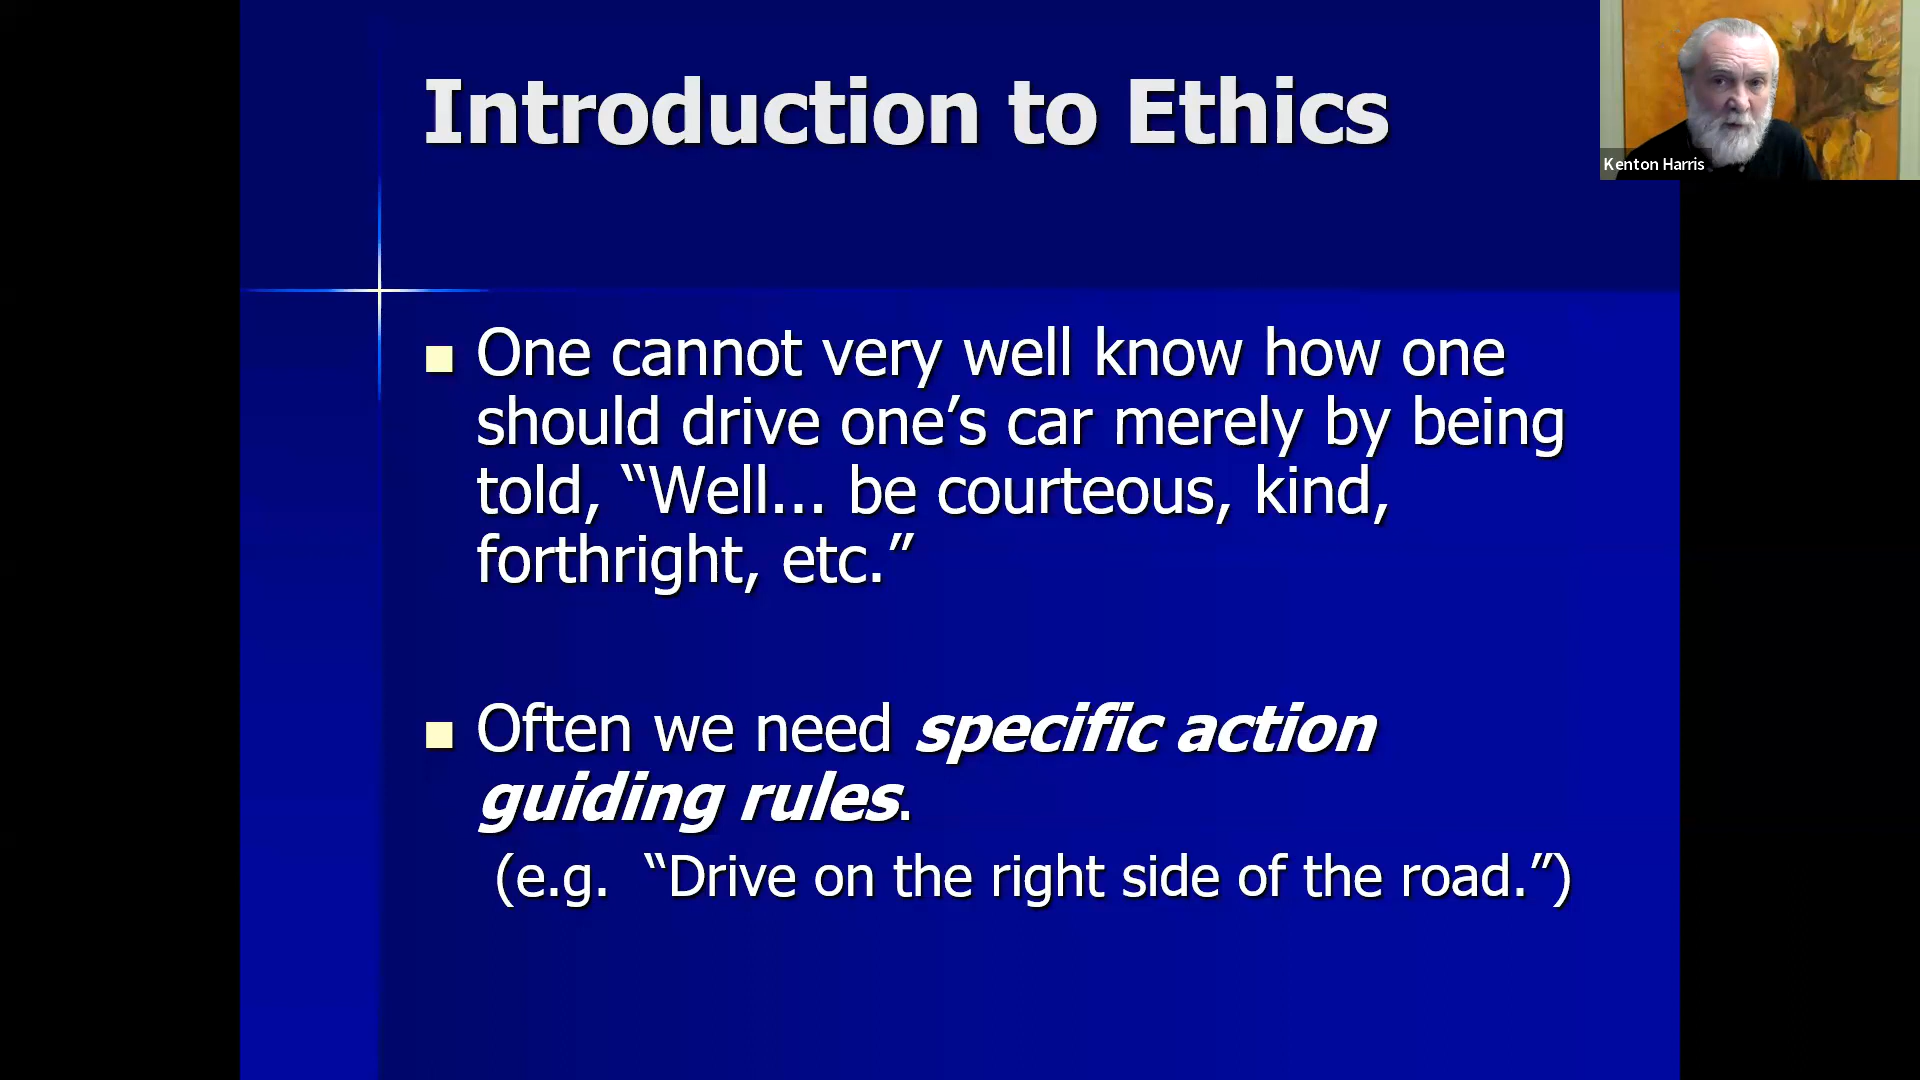 Introduction to Ethics
Kenton Harris
One cannot very well know how one
should drive one’s car merely by being
told, “Well... be courteous, kind,
forthright, etc.”
Often we need specific action
guiding rules.
(e.g.  “Drive on the right side of the road.”)